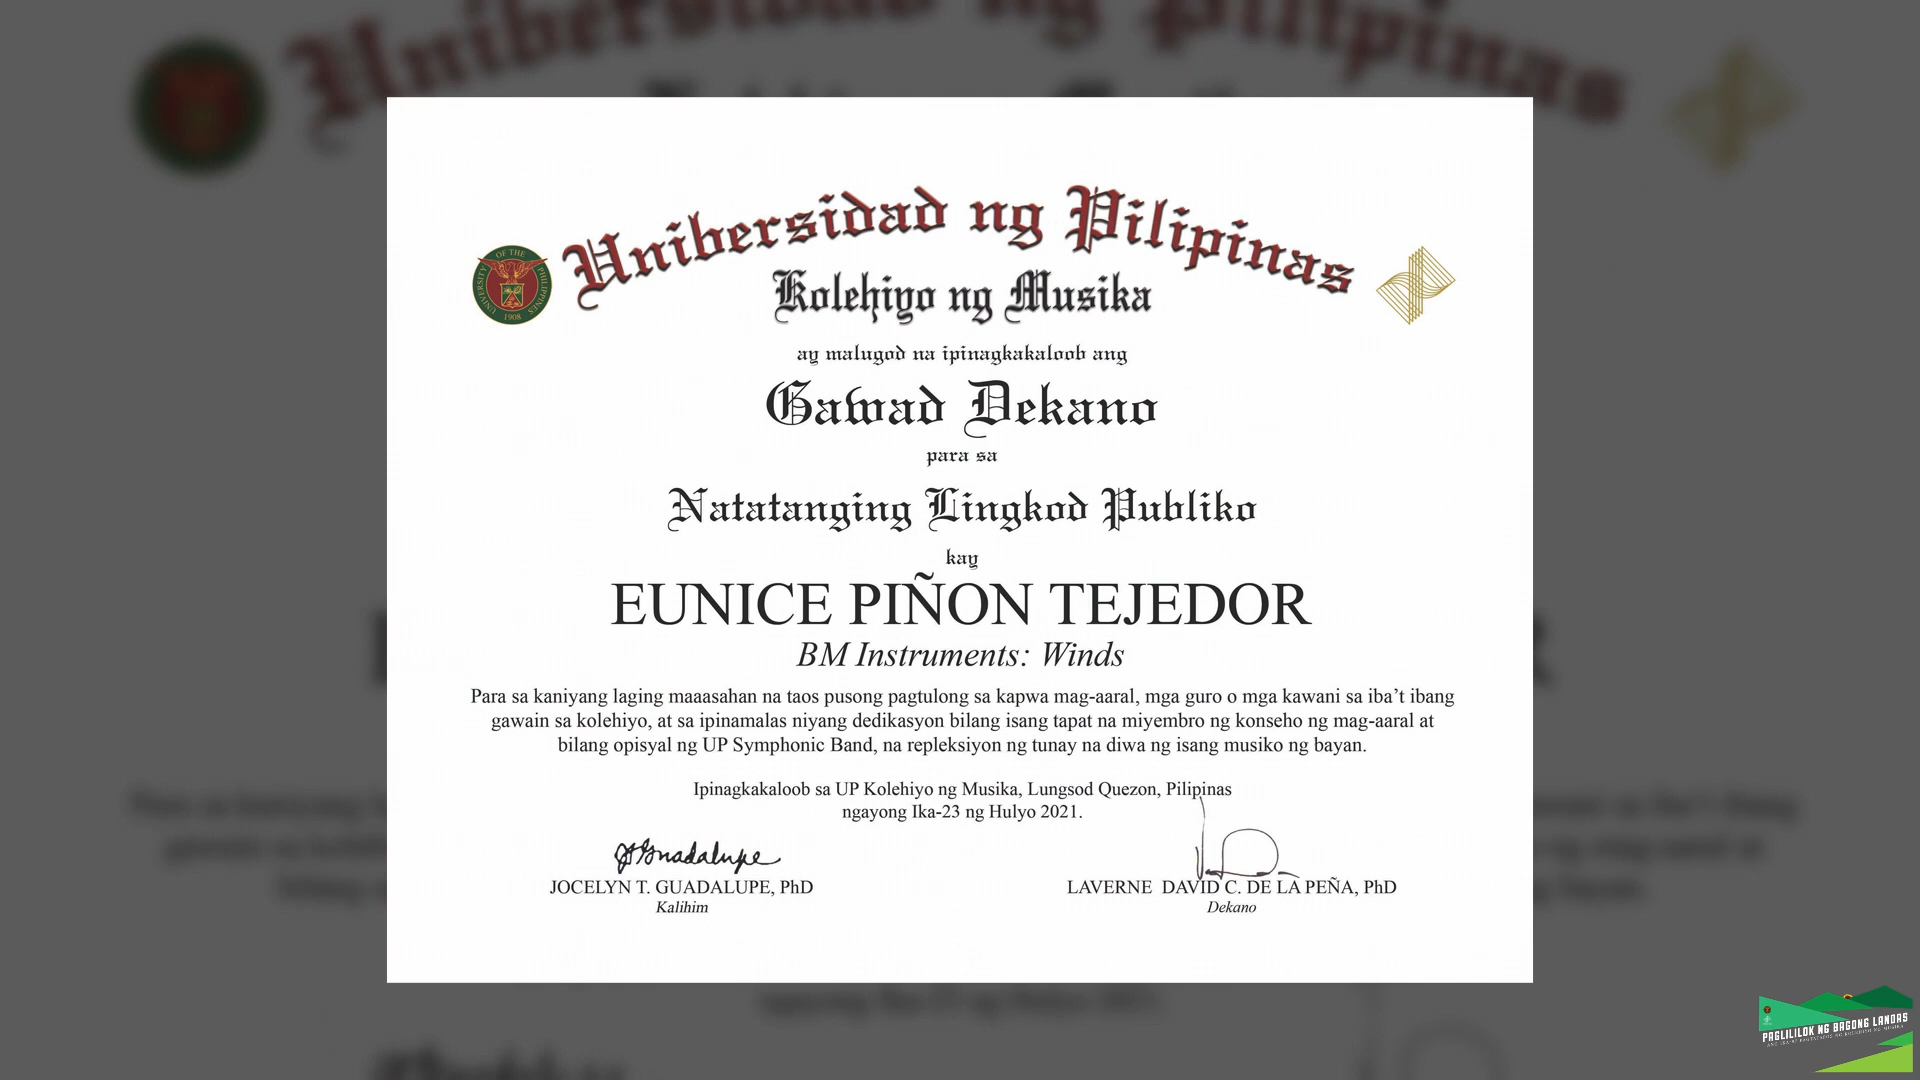 Unibersidad ng Pilipinas
Kolehiyo ng Musika
UNIVERSITY OF THE PHILIPPINES
1908
ay malugod na ipinagkakaloob ang
Gawad Dekano
para sa
Natatanging Lingkod Publiko
kay
EUNICE PIÑON TEJEDOR
BM Instruments: Winds
Para sa kaniyang laging maaasahan na taos pusong pagtulong sa kapwa mag-aaral, mga guro o mga kawani sa iba’t ibang
gawain sa kolehiyo, at sa ipinamalas niyang dedikasyon bilang isang tapat na miyembro ng konseho ng mag-aaral at
bilang opisyal ng UP Symphonic Band, na repleksiyon ng tunay na diwa ng isang musiko ng bayan.
Ipinagkakaloob sa UP Kolehiyo ng Musika, Lungsod Quezon, Pilipinas
ngayong Ika-23 ng Hulyo 2021.
JGuadalupe
JOCELYN T. GUADALUPE, PhD
Kalihim
LAVERNE DAVID C. DE LA PEÑA, PhD
Dekano
PAGLILILOK NG BAGONG LANDAS